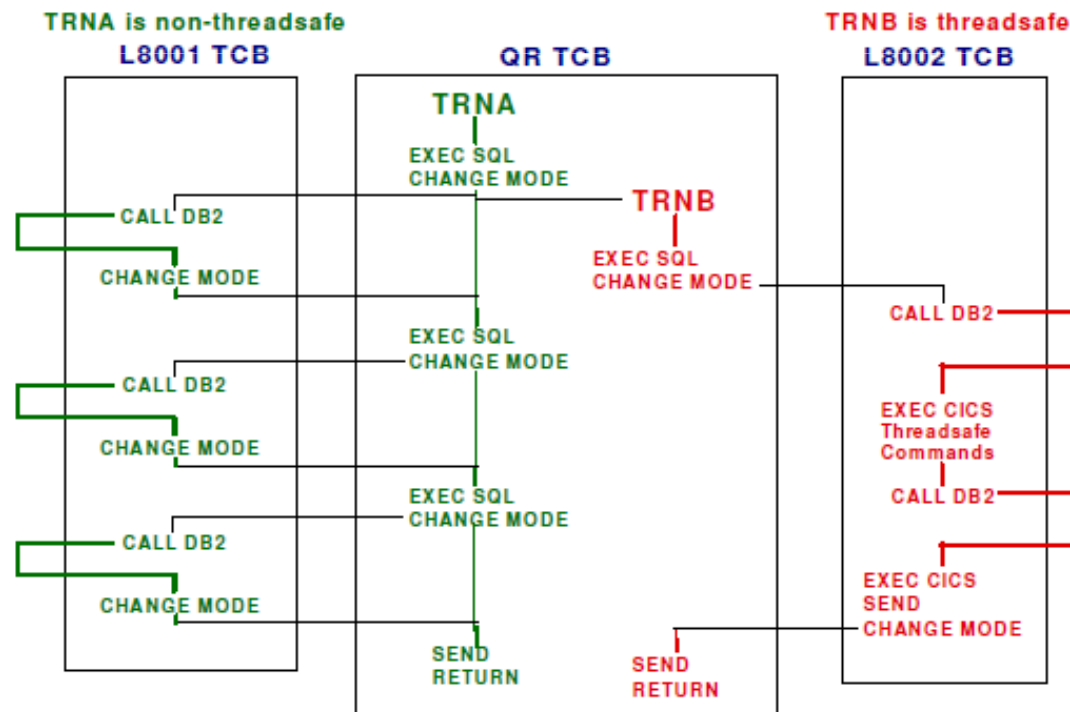 TRNA is non-threadsafe
L8001 TCB
QR TCB
TRNB is threadsafe
L8002 TCB
TRNA
EXEC SQL
CHANGE MODE
CALL DB2
CHANGE MODE
TRNB
EXEC SQL
CHANGE MODE
CALL DB2
EXEC SQL
CHANGE MODE
CALL DB2
CHANGE MODE
EXEC CICS
Threadsafe
Commands
CALL DB2
EXEC SQL
CHANGE MODE
CALL DB2
CHANGE MODE
EXEC CICS
SEND
CHANGE MODE
SEND
RETURN
SEND
RETURN